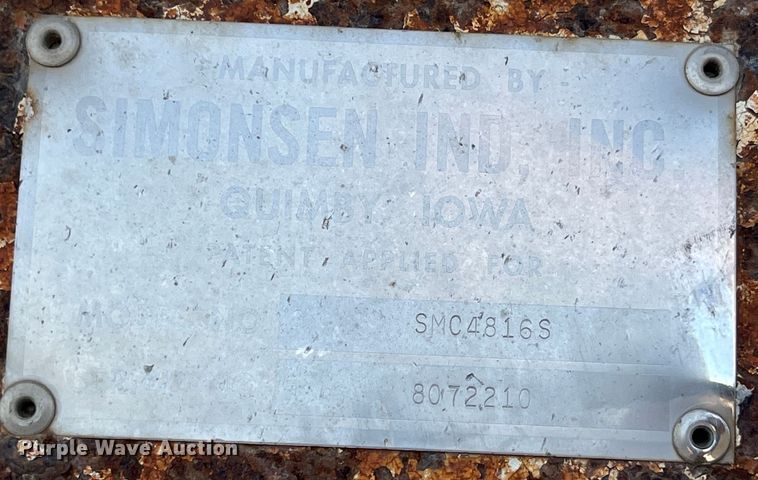 MANUFACTURED BY
SIMONSEN IND, INC.
QUIMBY, IOWA
PATENT APPLIED FOR
SMC4816S
8072210
Purple Wave Auction